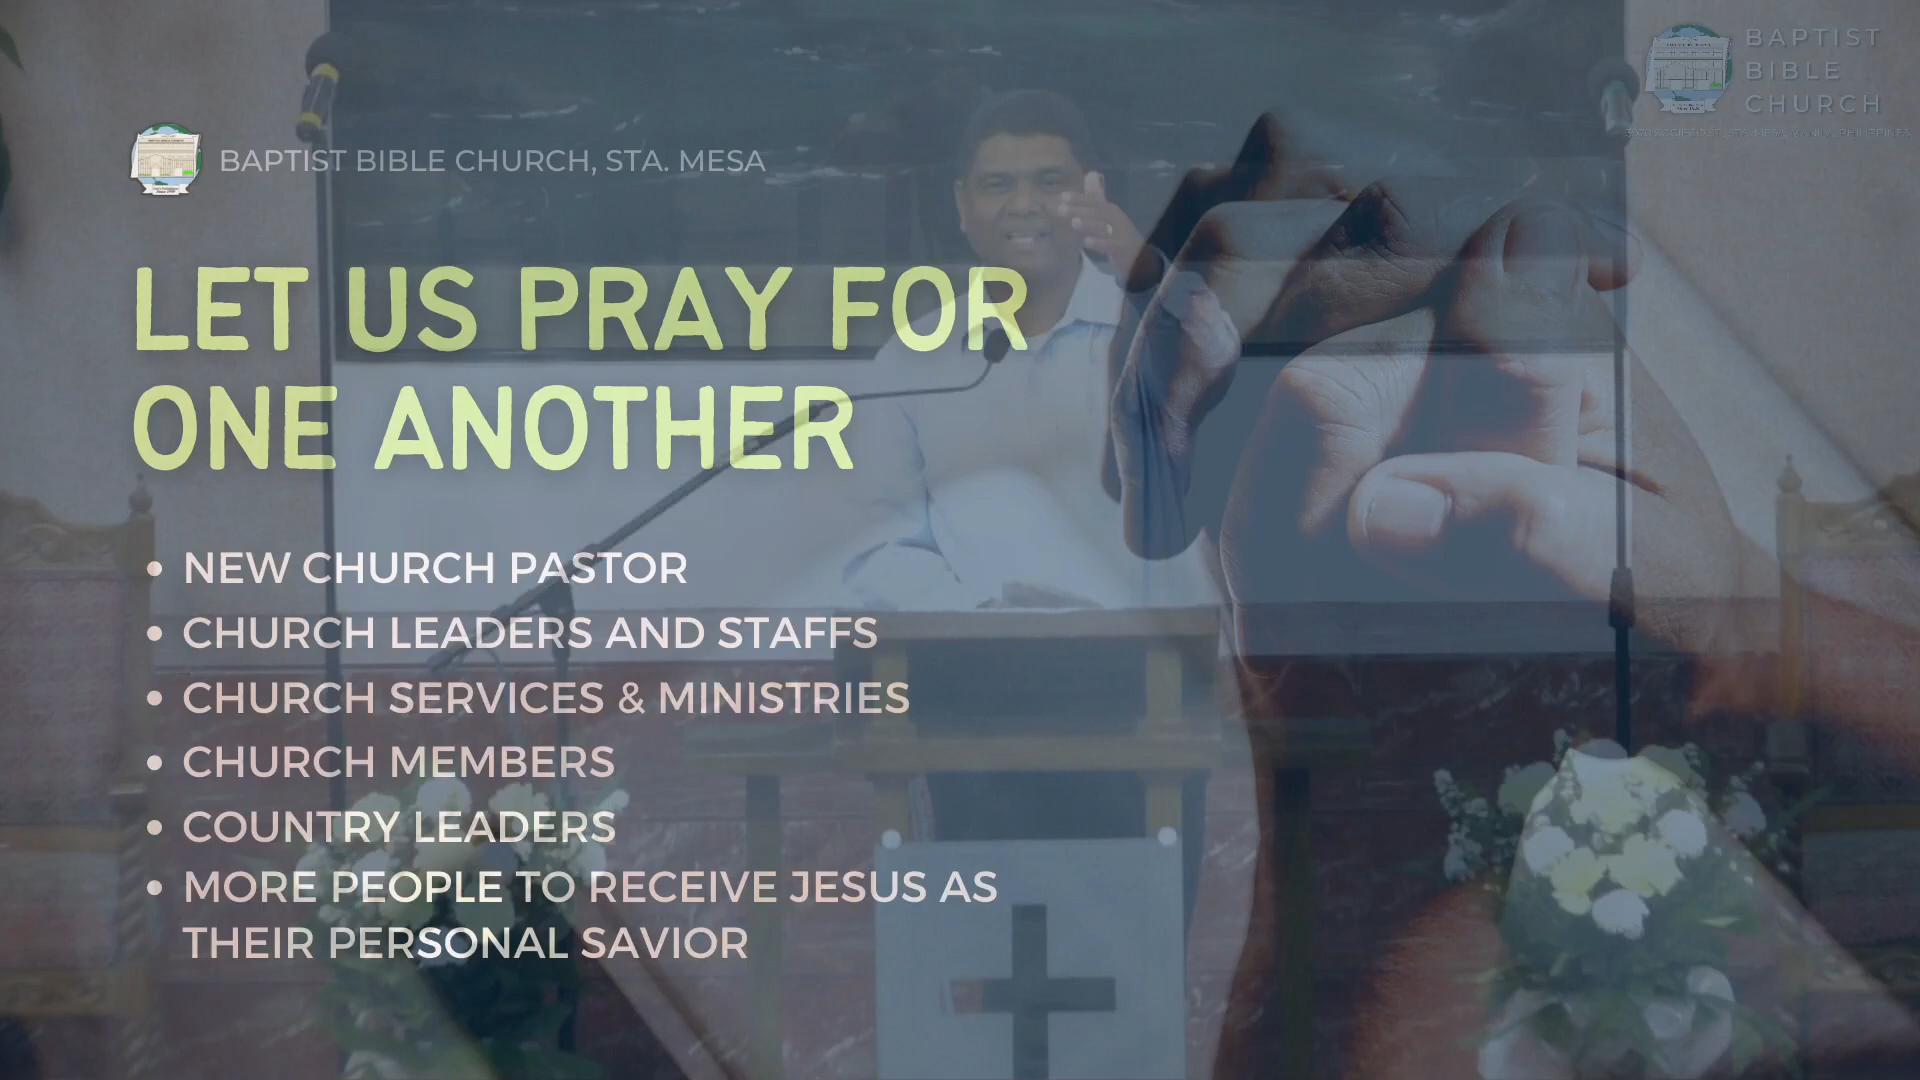 BAPTIST
BIBLE
CHURCH
BAPTIST BIBLE CHURCH, STA. MESA
LET US PRAY FOR
ONE ANOTHER
• NEW CHURCH PASTOR
• CHURCH LEADERS AND STAFFS
• CHURCH SERVICES & MINISTRIES
• CHURCH MEMBERS
• COUNTRY LEADERS
• MORE PEOPLE TO RECEIVE JESUS AS
THEIR PERSONAL SAVIOR